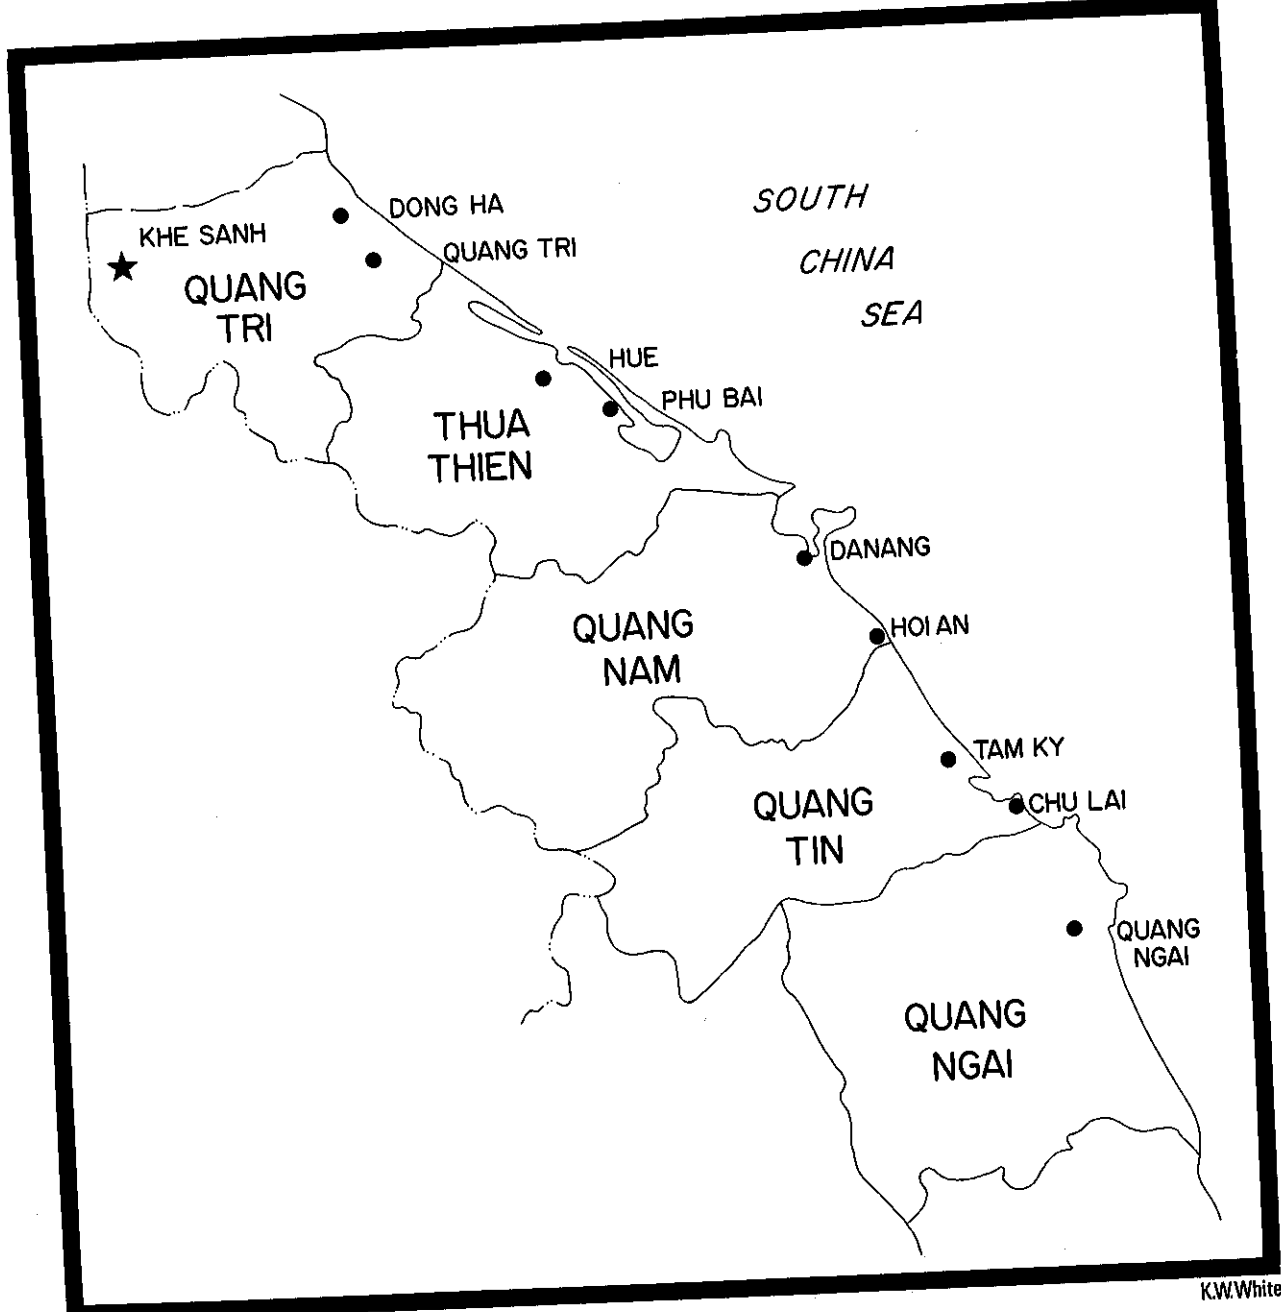 SOUTH
CHINA
SEA
DONG HA
KHE SANH
QUANG TRI
QUANG
TRI
HUE
PHU BAI
THUA
THIEN
DANANG
QUANG
NAM
HOI AN
TAM KY
QUANG
TIN
CHU LAI
QUANG
NGAI
QUANG
NGAI
K.W.White